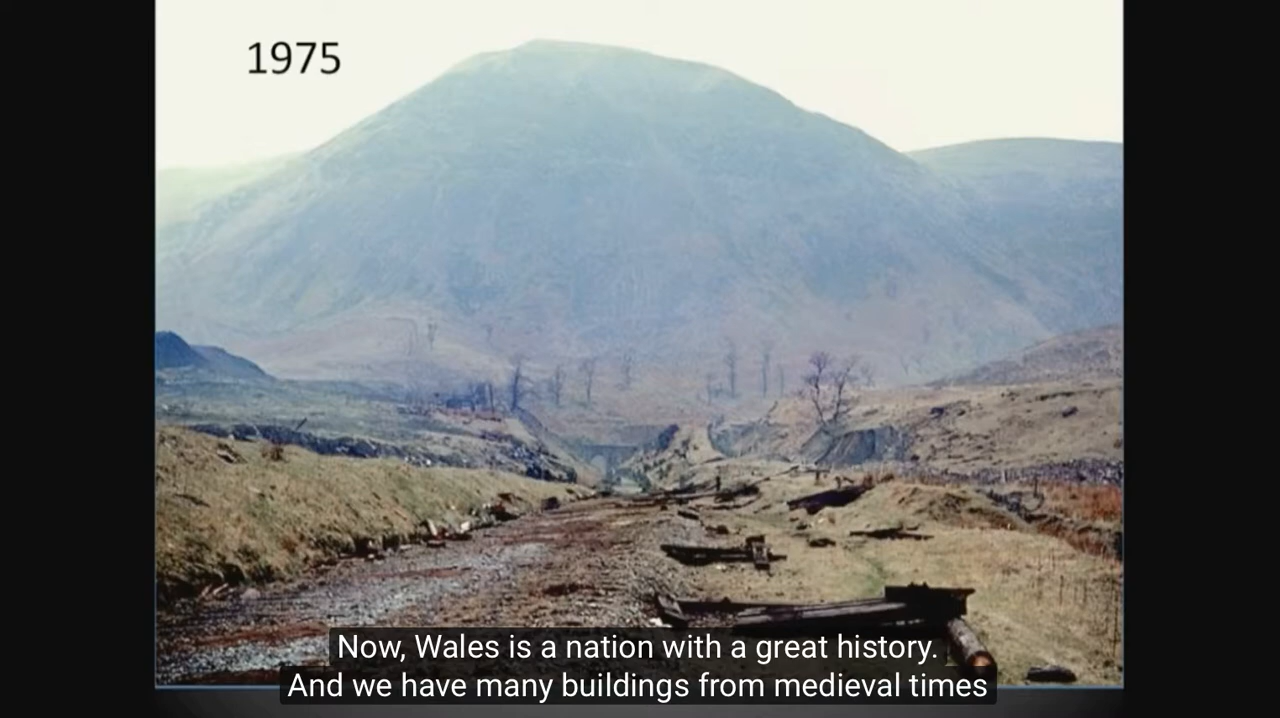 1975
Now, Wales is a nation with a great history.
And we have many buildings from medieval times